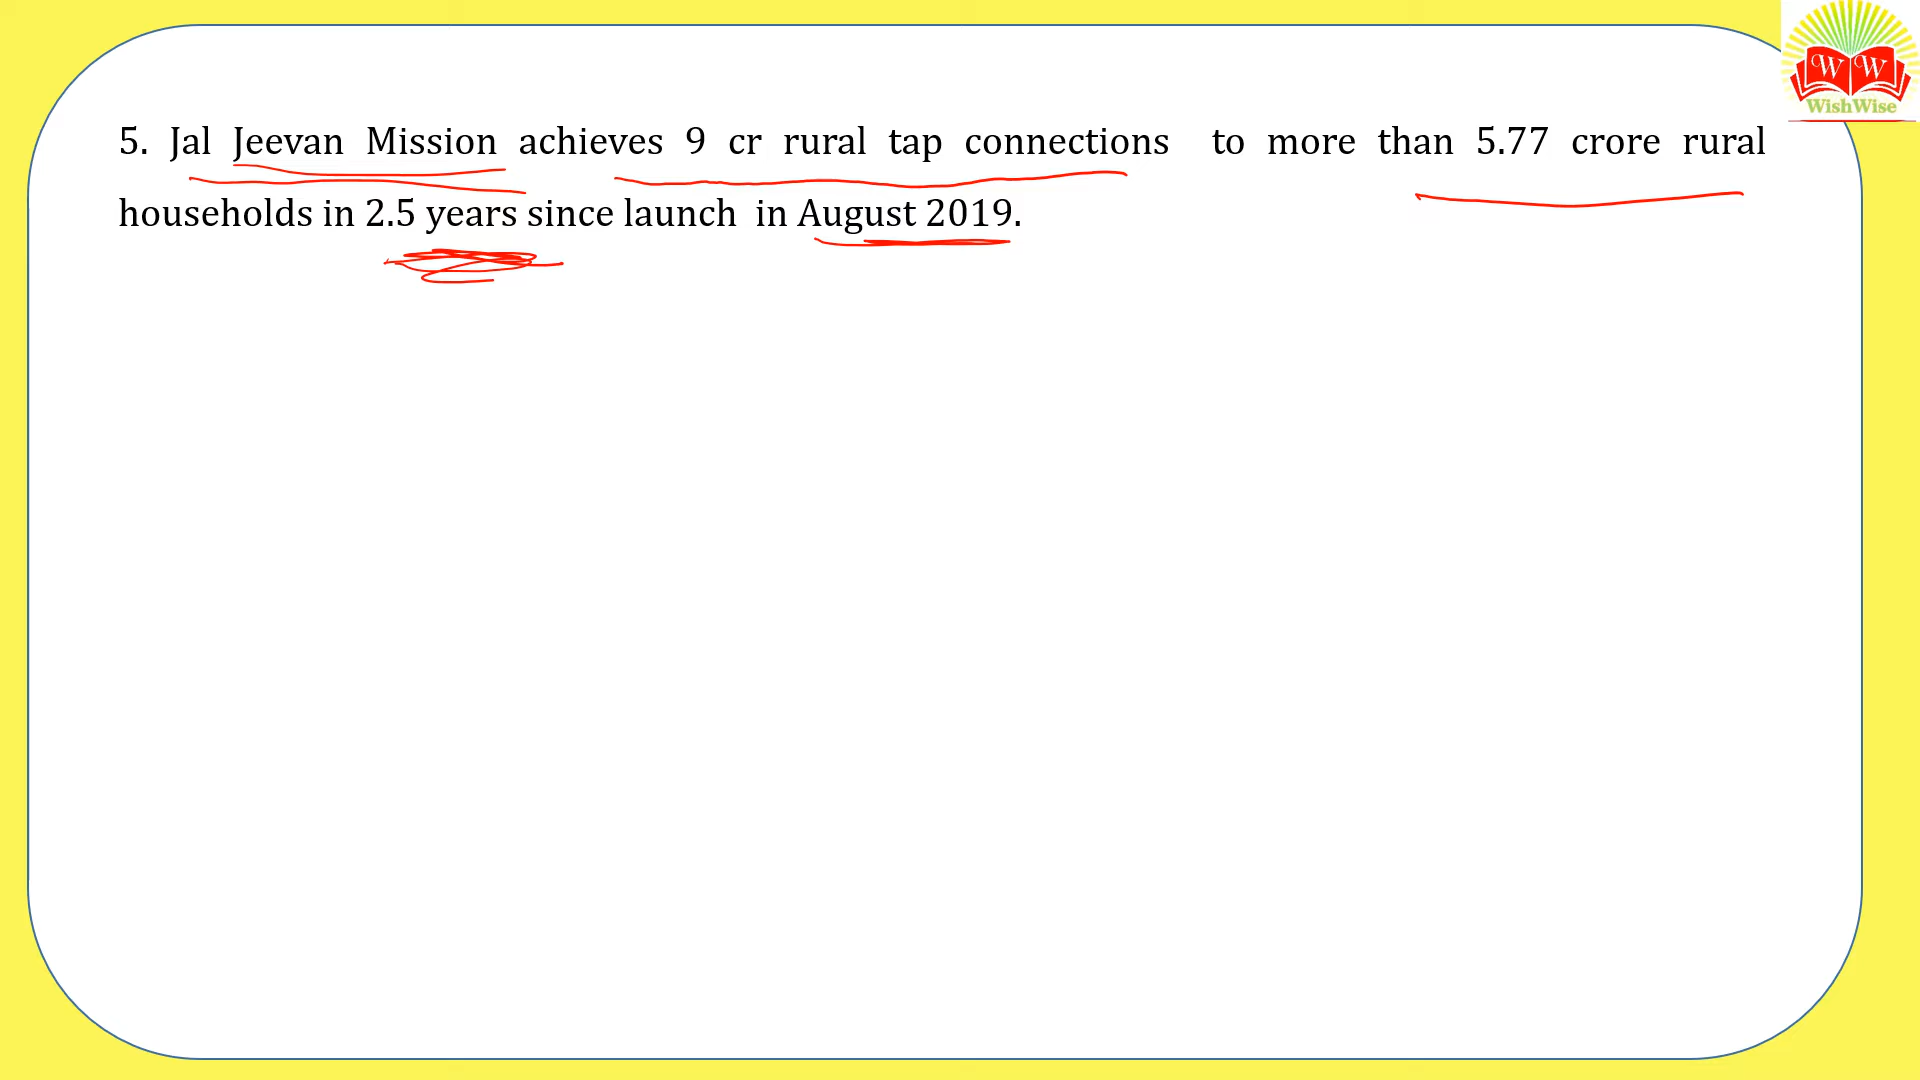 5. Jal Jeevan Mission achieves 9 cr rural tap connections to more than 5.77 crore rural
households in 2.5 years since launch in August 2019.
W W
WishWise